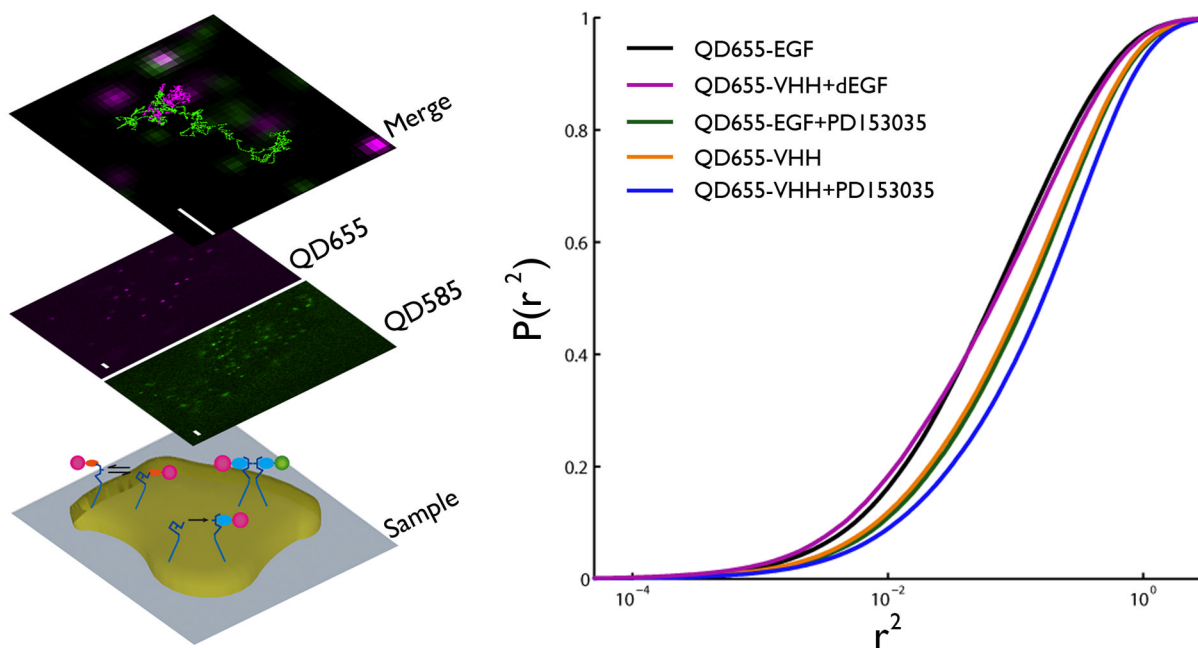 Merge
QD655
QD585
Sample
QD655-EGF
QD655-VHH+dEGF
QD655-EGF+PD153035
QD655-VHH
QD655-VHH+PD153035
P(r²)
1
0.8
0.6
0.4
0.2
0
10⁻⁴
10⁻²
10⁰
r²